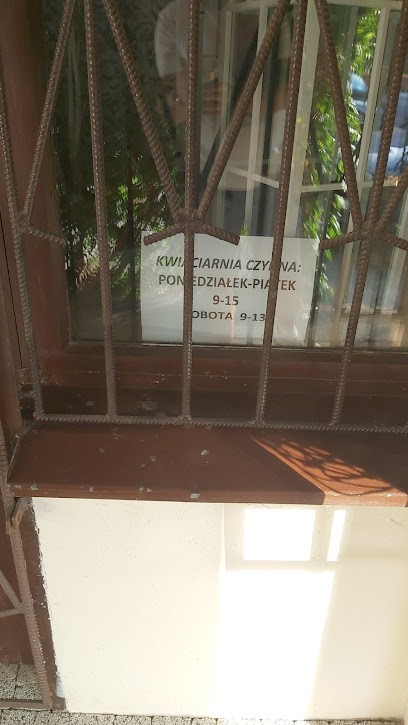 KWIACIARNIA CZYNNA:
PONIEDZIAŁEK-PIĄTEK
9-15
SOBOTA 9-13